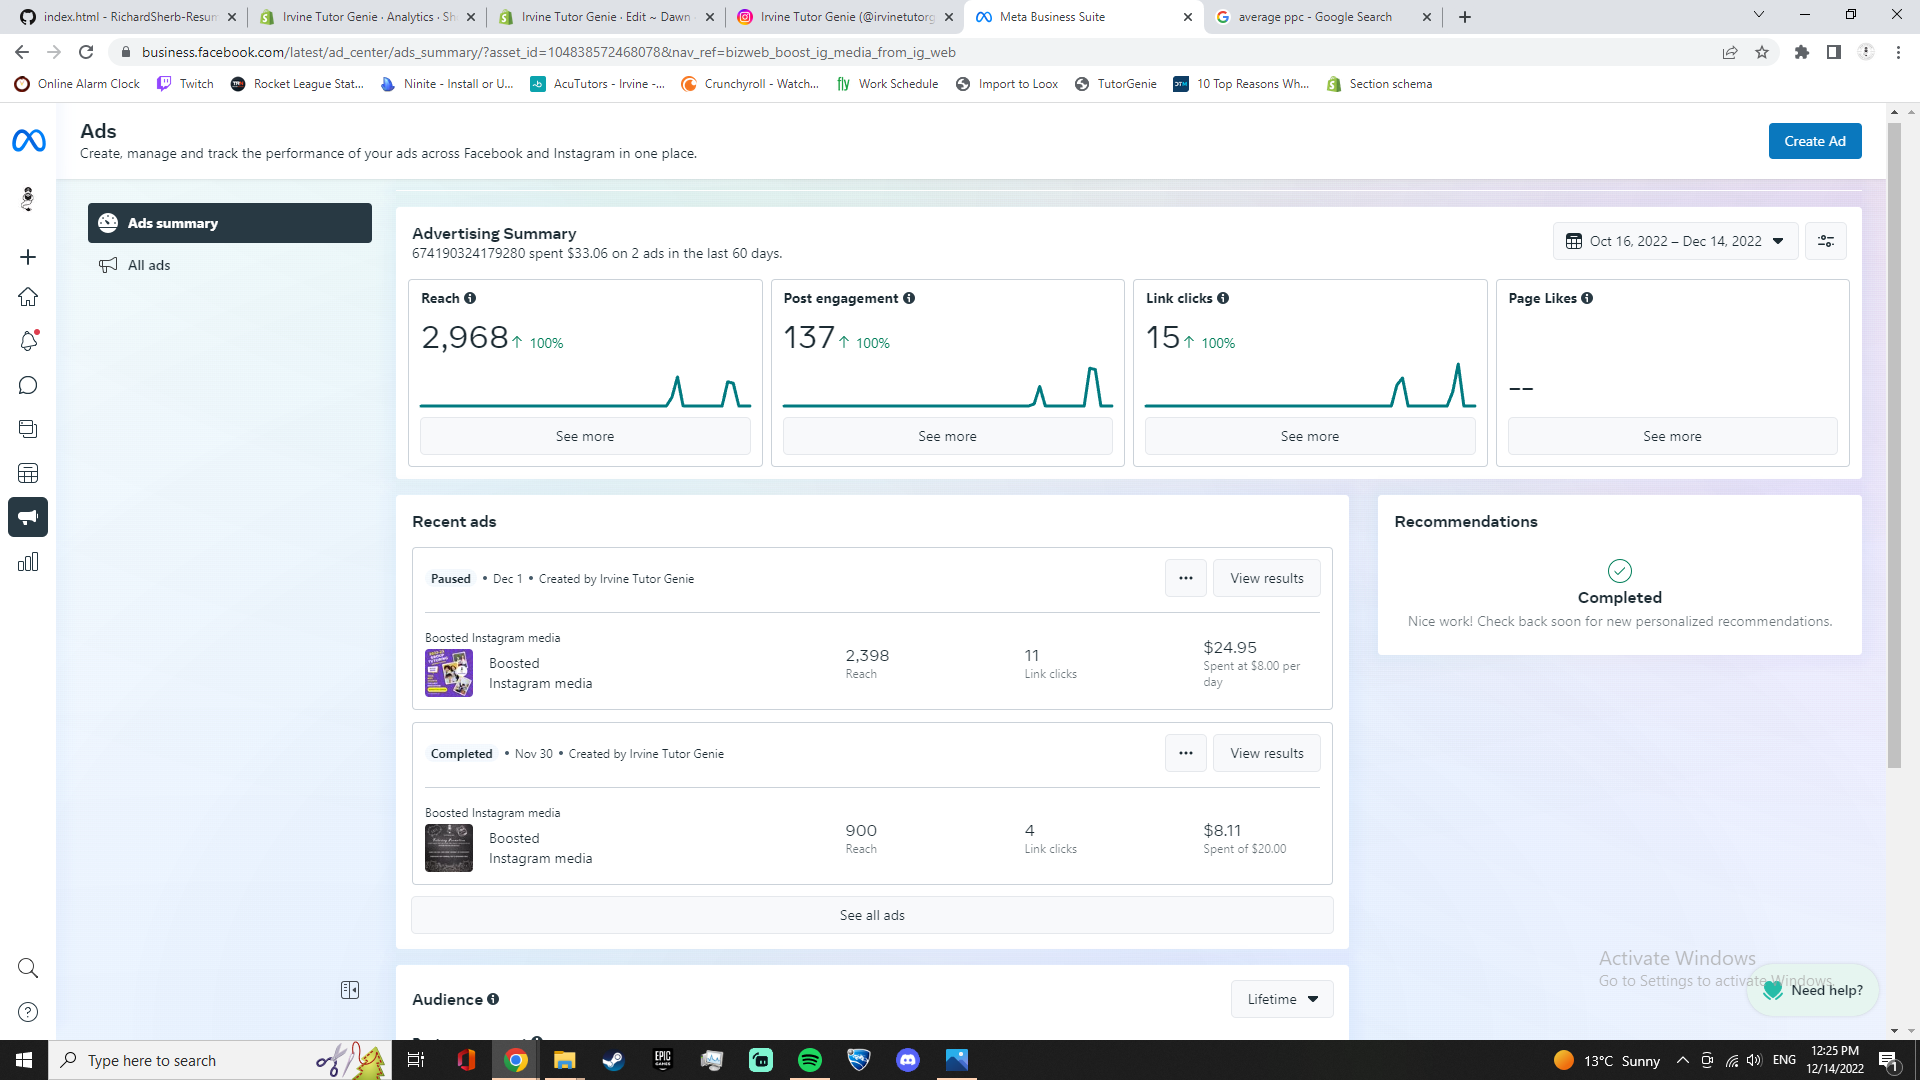 index.html - RichardSherb-Resun
Irvine Tutor Genie · Analytics · Sh
Irvine Tutor Genie · Edit ~ Dawn ·
Irvine Tutor Genie (@irvinetutorg
Meta Business Suite
average ppc - Google Search
business.facebook.com/latest/ad_center/ads_summary/?asset_id=104838572468078&nav_ref=bizweb_boost_ig_media_from_ig_web
Online Alarm Clock
Twitch
Rocket League Stat...
Ninite - Install or U...
AcuTutors - Irvine -...
Crunchyroll - Watch...
fly Work Schedule
Import to Loox
TutorGenie
10 Top Reasons Wh...
Section schema
Ads
Create, manage and track the performance of your ads across Facebook and Instagram in one place.
Create Ad
Ads summary
All ads
Advertising Summary
674190324179280 spent $33.06 on 2 ads in the last 60 days.
Oct 16, 2022 – Dec 14, 2022
Reach
2,968↑ 100%
See more
Post engagement
137↑ 100%
See more
Link clicks
15↑ 100%
See more
Page Likes
--
See more
Recent ads
Paused • Dec 1 • Created by Irvine Tutor Genie
... View results
Boosted Instagram media
Boosted
Instagram media
2,398
Reach
11
Link clicks
$24.95
Spent at $8.00 per
day
Completed • Nov 30 • Created by Irvine Tutor Genie
... View results
Boosted Instagram media
Boosted
Instagram media
900
Reach
4
Link clicks
$8.11
Spent of $20.00
See all ads
Recommendations
Completed
Nice work! Check back soon for new personalized recommendations.
Audience
Lifetime
Activate Windows
Go to Settings to activate Windows.
Need help?
Type here to search
EPIC
GAMES
13°C Sunny
ENG
12:25 PM
12/14/2022
1